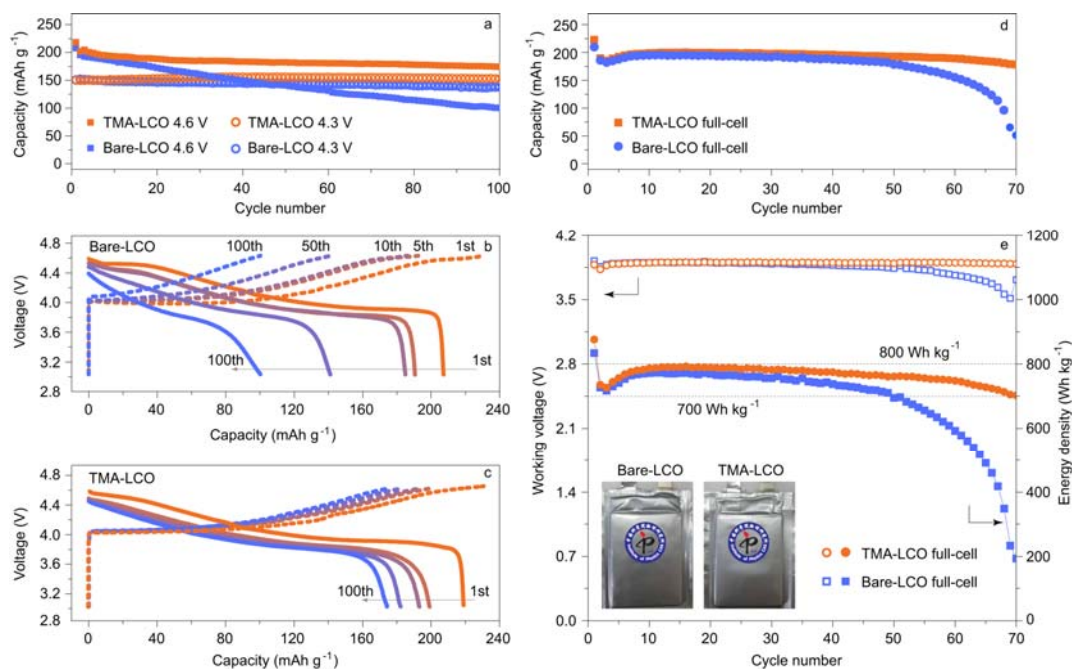 a
Capacity (mAh g⁻¹)
250
200
150
100
50
0
TMA-LCO 4.6 V
TMA-LCO 4.3 V
Bare-LCO 4.6 V
Bare-LCO 4.3 V
1 20 40 60 80 100
Cycle number
d
Capacity (mAh g⁻¹)
250
200
150
200
50
0
TMA-LCO full-cell
Bare-LCO full-cell
1 10 20 30 40 50 60 70
Cycle number
Bare-LCO
100th 50th 10th 5th 1st b
Voltage (V)
4.8
4.4
4.0
3.6
3.2
2.8
100th
1st
0 40 80 120 160 200 240
Capacity (mAh g⁻¹)
TMA-LCO
c
Voltage (V)
4.8
4.4
4.0
3.6
3.2
2.8
100th
1st
0 40 80 120 160 200 240
Capacity (mAh g⁻¹)
e
Working voltage (V)
4.2
3.5
2.8
2.1
1.4
0.7
0.0
1200
1000
800
600
400
200
0
Energy density (Wh kg⁻¹)
800 Wh kg⁻¹
700 Wh kg⁻¹
Bare-LCO
TMA-LCO
TMA-LCO full-cell
Bare-LCO full-cell
0 10 20 30 40 50 60 70
Cycle number